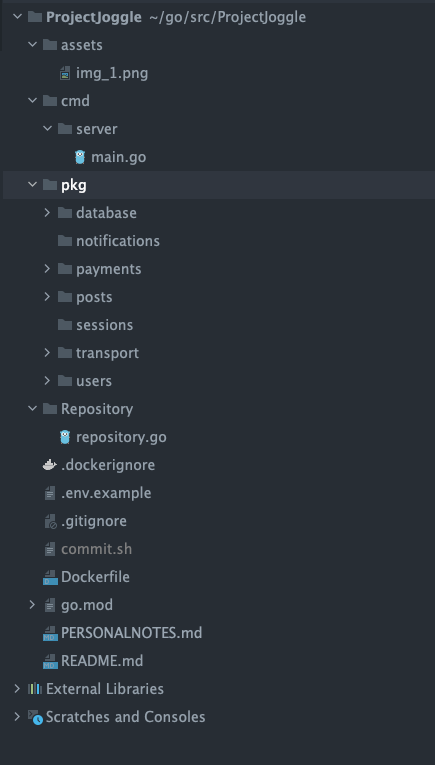 ProjectJoggle ~/go/src/ProjectJoggle
assets
img_1.png
cmd
server
main.go
pkg
database
notifications
payments
posts
sessions
transport
users
Repository
repository.go
.dockerignore
.env.example
.gitignore
commit.sh
Dockerfile
go.mod
PERSONALNOTES.md
README.md
External Libraries
Scratches and Consoles